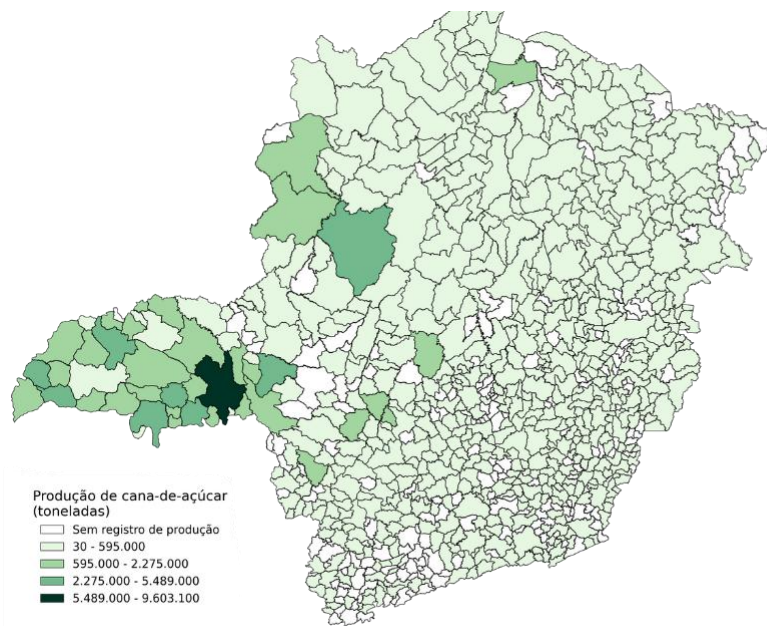 Produção de cana-de-açúcar
(toneladas)
Sem registro de produção
30 - 595.000
595.000 - 2.275.000
2.275.000 - 5.489.000
5.489.000 - 9.603.100